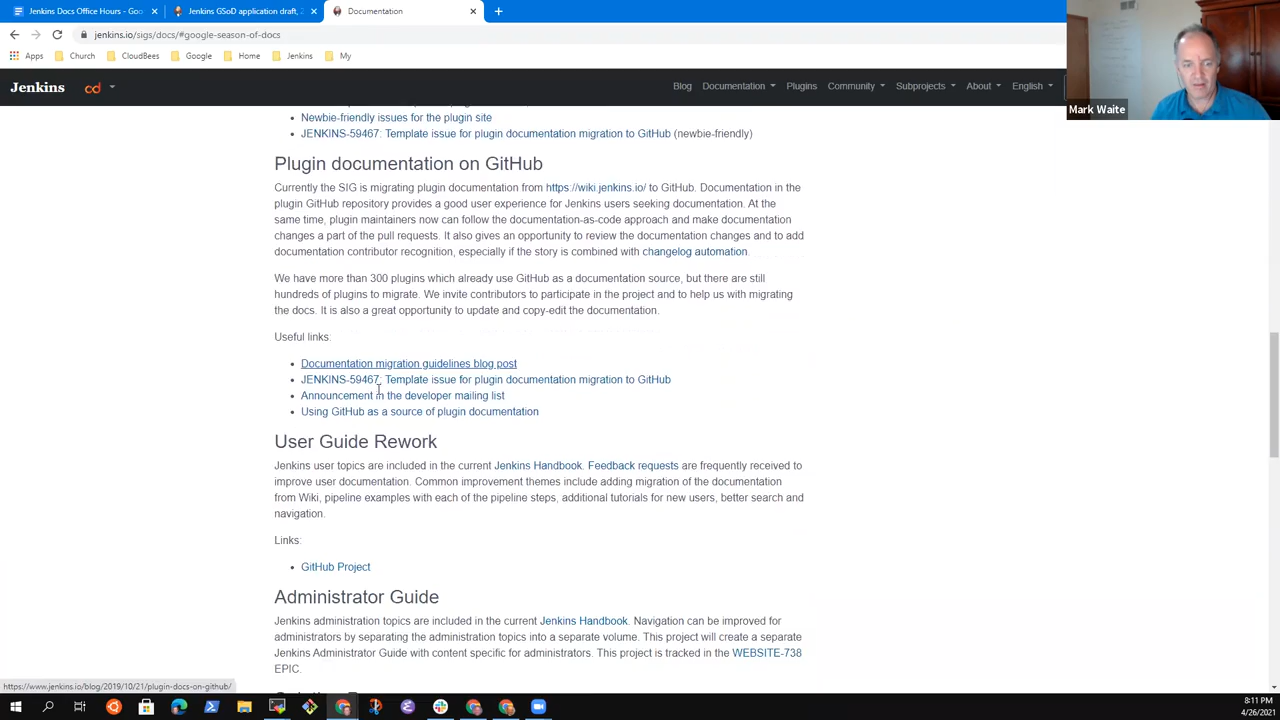 Jenkins Docs Office Hours - Goo
Jenkins GSoD application draft, 2
Documentation
jenkins.io/sigs/docs/#google-season-of-docs
Apps
Church
CloudBees
Google
Home
Jenkins
My
Jenkins
cd
Blog
Documentation
Plugins
Community
Subprojects
About
English
Mark Waite
Newbie-friendly issues for the plugin site
JENKINS-59467: Template issue for plugin documentation migration to GitHub (newbie-friendly)
Plugin documentation on GitHub
Currently the SIG is migrating plugin documentation from https://wiki.jenkins.io/ to GitHub. Documentation in the
plugin GitHub repository provides a good user experience for Jenkins users seeking documentation. At the
same time, plugin maintainers now can follow the documentation-as-code approach and make documentation
changes a part of the pull requests. It also gives an opportunity to review the documentation changes and to add
documentation contributor recognition, especially if the story is combined with changelog automation.
We have more than 300 plugins which already use GitHub as a documentation source, but there are still
hundreds of plugins to migrate. We invite contributors to participate in the project and to help us with migrating
the docs. It is also a great opportunity to update and copy-edit the documentation.
Useful links:
Documentation migration guidelines blog post
JENKINS-59467: Template issue for plugin documentation migration to GitHub
Announcement in the developer mailing list
Using GitHub as a source of plugin documentation
User Guide Rework
Jenkins user topics are included in the current Jenkins Handbook. Feedback requests are frequently received to
improve user documentation. Common improvement themes include adding migration of the documentation
from Wiki, pipeline examples with each of the pipeline steps, additional tutorials for new users, better search and
navigation.
Links:
GitHub Project
Administrator Guide
Jenkins administration topics are included in the current Jenkins Handbook. Navigation can be improved for
administrators by separating the administration topics into a separate volume. This project will create a separate
Jenkins Administrator Guide with content specific for administrators. This project is tracked in the WEBSITE-738
EPIC.
https://www.jenkins.io/blog/2019/10/21/plugin-docs-on-github/
8:11 PM
4/26/2021